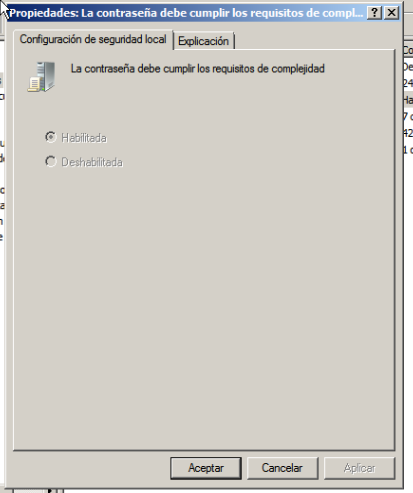 Propiedades: La contraseña debe cumplir los requisitos de compl...
Configuración de seguridad local
Explicación
La contraseña debe cumplir los requisitos de complejidad
Habilitada
Deshabilitada
Aceptar
Cancelar
Aplicar